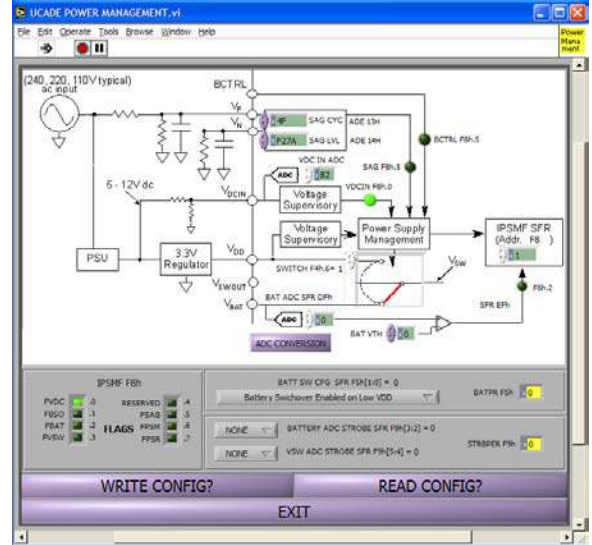 UCADE POWER MANAGEMENT.vi
File Edit Operate Tools Browse Window Help
Power
Mana
ment
(240, 220, 110V typical)
ac input
BCTRL
VP
VN
4F SAG CYC ADE 13H
F27A SAG LVL ADE 14H
BCTRL F8h.5
VDC IN ADC
ADC 82
SAG F8h.5
6 - 12V dc
VDCIN
Voltage
Supervisory
VDCIN F8h.0
PSU
3.3V
Regulator
VDD
Voltage
Supervisory
Power Supply
Management
IPSMF SFR
(Addr, F8 )
1
SWITCH F4h.6= 1
VSW
VSWOUT
F8h.2
VBAT
BAT ADC SFR DFh
SFR EFh
ADC 0
BAT VTH 0
ADC CONVERSION
IPSMF F8h
PVDC .0 RESERVED .4
FBSO .1 PSAG .5
PBAT .2 FLAGS PPSM .6
PVSW .3 PPSR .7
BATT SW CFG SFR F5h[1:0] = 0
Battery Swichover Enabled on Low VDD
BATPR F5h 0
NONE BATTERY ADC STROBE SFR F9h[3:2] = 0
NONE VSW ADC STROBE SFR F9h[5:4] = 0
STRBPER F9h 0
WRITE CONFIG? READ CONFIG?
EXIT